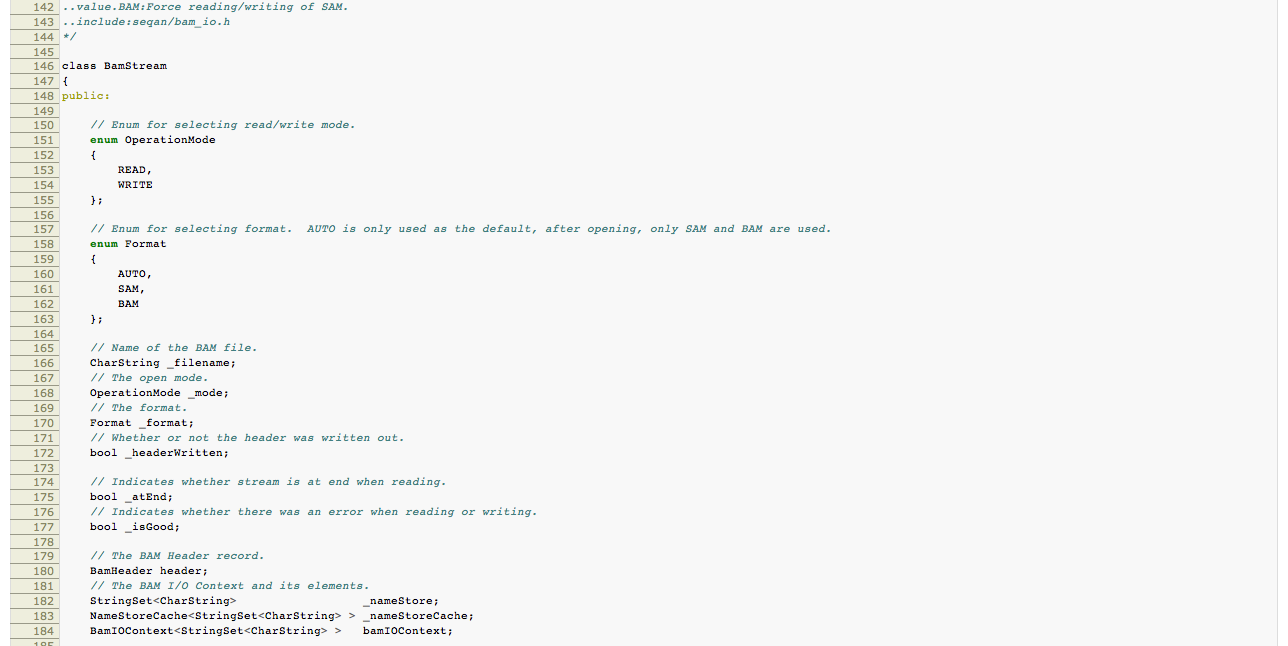 142 ..value.BAM:Force reading/writing of SAM.
143 ..include:seqan/bam_io.h
144 */
145
146 class BamStream
147 {
148 public:
149
150     // Enum for selecting read/write mode.
151     enum OperationMode
152     {
153         READ,
154         WRITE
155     };
156
157     // Enum for selecting format.  AUTO is only used as the default, after opening, only SAM and BAM are used.
158     enum Format
159     {
160         AUTO,
161         SAM,
162         BAM
163     };
164
165     // Name of the BAM file.
166     CharString _filename;
167     // The open mode.
168     OperationMode _mode;
169     // The format.
170     Format _format;
171     // Whether or not the header was written out.
172     bool _headerWritten;
173
174     // Indicates whether stream is at end when reading.
175     bool _atEnd;
176     // Indicates whether there was an error when reading or writing.
177     bool _isGood;
178
179     // The BAM Header record.
180     BamHeader header;
181     // The BAM I/O Context and its elements.
182     StringSet<CharString>                  _nameStore;
183     NameStoreCache<StringSet<CharString> > _nameStoreCache;
184     BamIOContext<StringSet<CharString> >   bamIOContext;
185